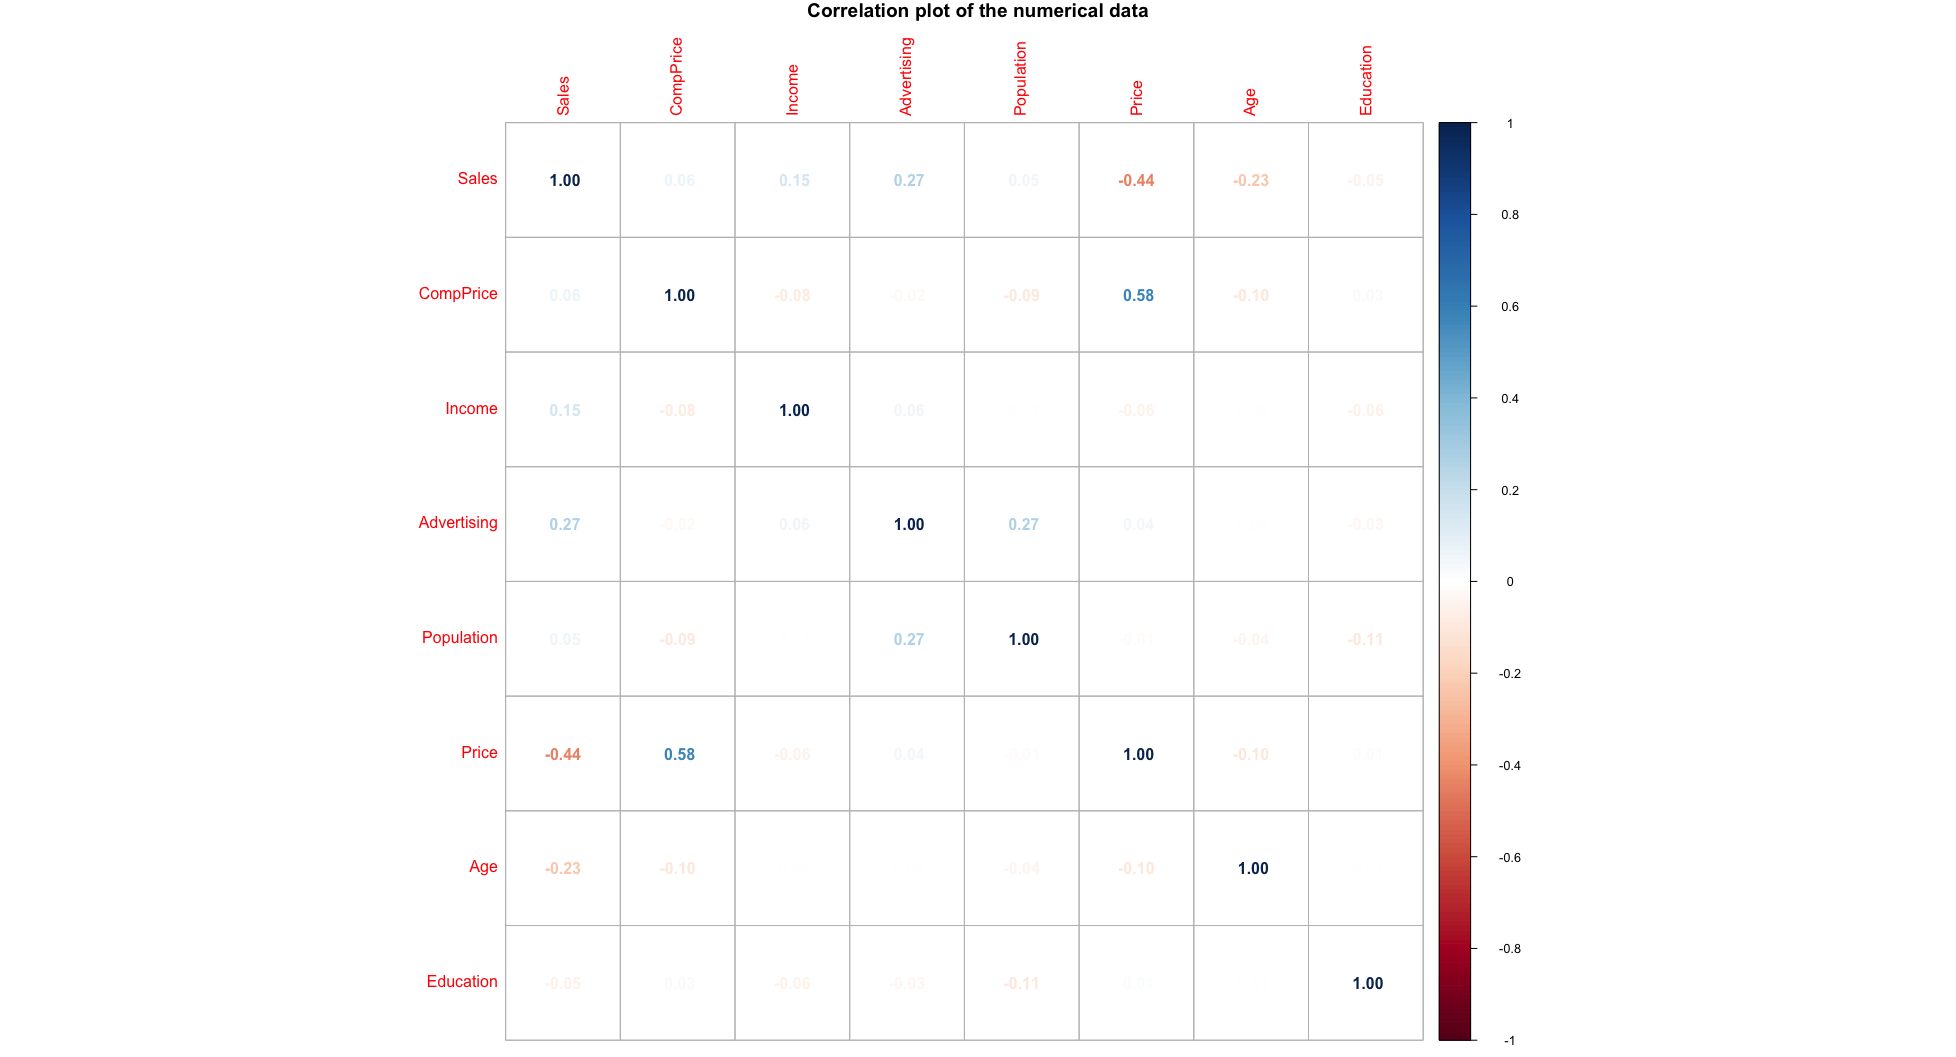 Correlation plot of the numerical data
Sales CompPrice Income Advertising Population Price Age Education
Sales 1.00 0.06 0.15 0.27 0.05 -0.44 -0.23 -0.05
CompPrice 0.06 1.00 -0.08 -0.02 -0.09 0.58 -0.10 0.03
Income 0.15 -0.08 1.00 0.06 -0.06 -0.06
Advertising 0.27 -0.02 0.06 1.00 0.27 0.04 -0.03
Population 0.05 -0.09 0.27 1.00 -0.01 -0.04 -0.11
Price -0.44 0.58 -0.06 0.04 -0.01 1.00 -0.10 0.01
Age -0.23 -0.10 -0.04 -0.10 1.00
Education -0.05 0.03 -0.06 -0.03 -0.11 0.01 1.00
1
0.8
0.6
0.4
0.2
0
-0.2
-0.4
-0.6
-0.8
-1